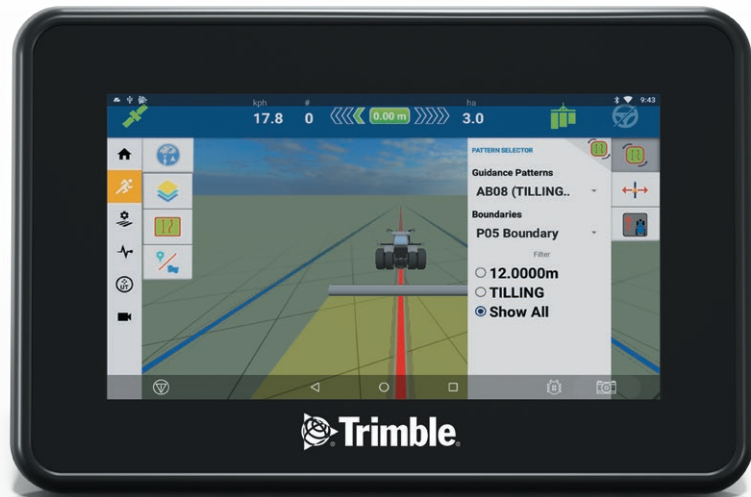 9:43
kph
#
ha
17.8
0
0.00 m
3.0
PATTERN SELECTOR
Guidance Patterns
AB08 (TILLING..
Boundaries
P05 Boundary
Filter
12.0000m
TILLING
Show All
UT
Trimble.